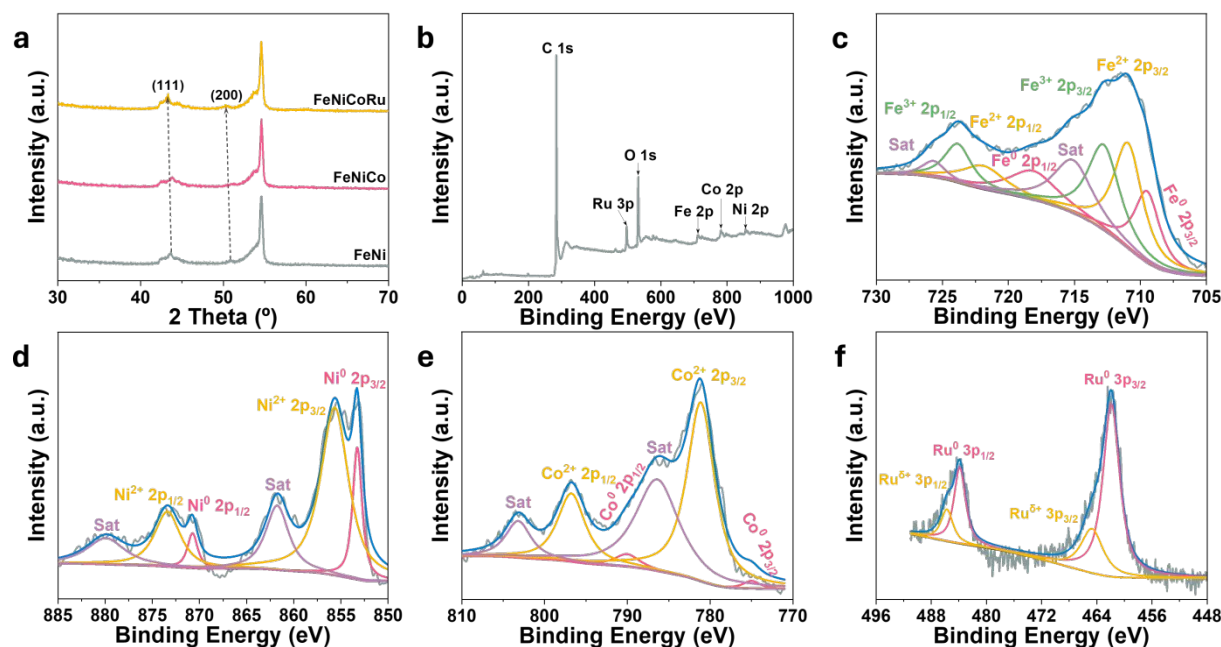 a
Intensity (a.u.)
(111)
(200)
FeNiCoRu
FeNiCo
FeNi
30 40 50 60 70
2 Theta (º)
b
Intensity (a.u.)
C 1s
O 1s
Ru 3p
Fe 2p
Co 2p
Ni 2p
0 200 400 600 800 1000
Binding Energy (eV)
c
Intensity (a.u.)
Fe²⁺ 2p₃/₂
Fe³⁺ 2p₃/₂
Fe³⁺ 2p₁/₂
Fe²⁺ 2p₁/₂
Sat
Fe⁰ 2p₁/₂
Sat
Fe⁰ 2p₃/₂
730 725 720 715 710 705
Binding Energy (eV)
d
Intensity (a.u.)
Ni⁰ 2p₃/₂
Ni²⁺ 2p₃/₂
Ni²⁺ 2p₁/₂
Ni⁰ 2p₁/₂
Sat
Sat
885 880 875 870 865 860 855 850
Binding Energy (eV)
e
Intensity (a.u.)
Co²⁺ 2p₃/₂
Sat
Co²⁺ 2p₁/₂
Co⁰ 2p₁/₂
Sat
Co⁰ 2p₃/₂
810 800 790 780 770
Binding Energy (eV)
f
Intensity (a.u.)
Ru⁰ 3p₃/₂
Ru⁰ 3p₁/₂
Ruᵟ⁺ 3p₁/₂
Ruᵟ⁺ 3p₃/₂
496 488 480 472 464 456 448
Binding Energy (eV)